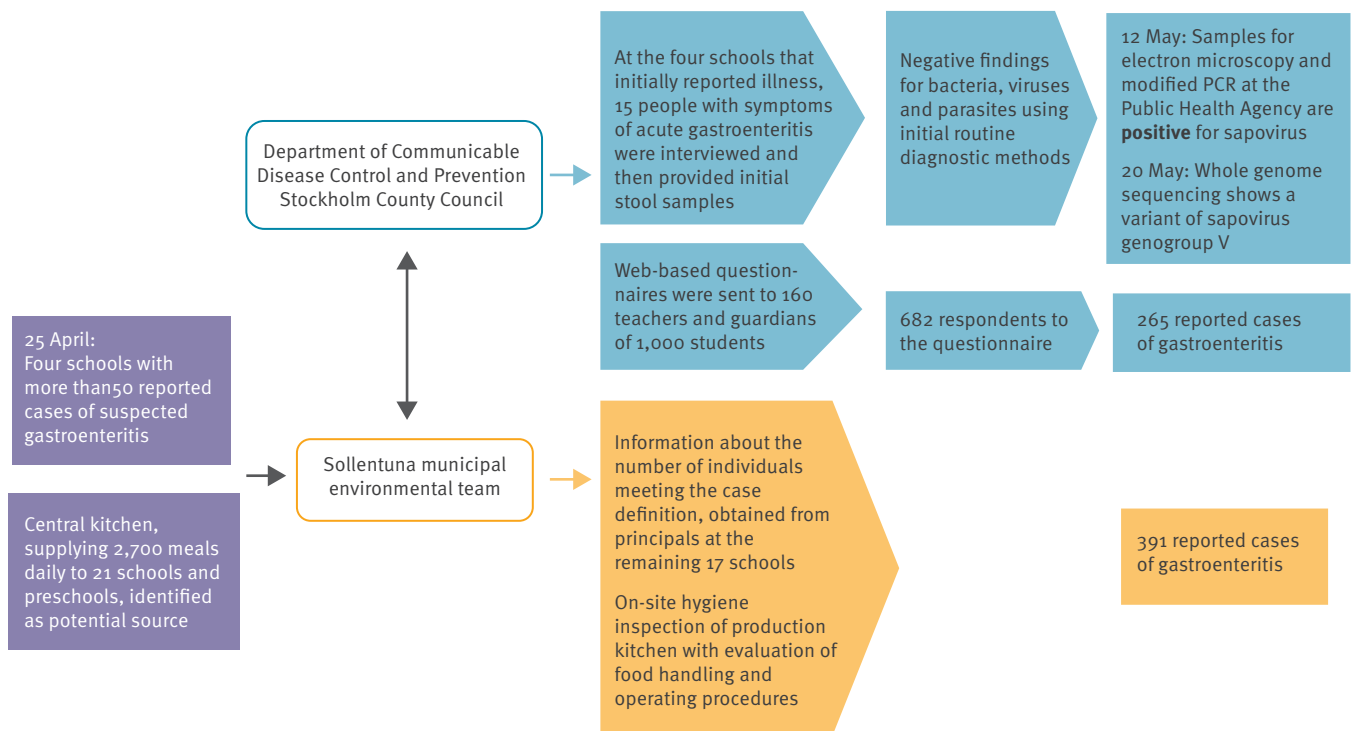 25 April:
Four schools with
more than50 reported
cases of suspected
gastroenteritis
Central kitchen,
supplying 2,700 meals
daily to 21 schools and
preschools, identified
as potential source
Department of Communicable
Disease Control and Prevention
Stockholm County Council
Sollentuna municipal
environmental team
At the four schools that
initially reported illness,
15 people with symptoms
of acute gastroenteritis
were interviewed and
then provided initial
stool samples
Negative findings
for bacteria, viruses
and parasites using
initial routine
diagnostic methods
12 May: Samples for
electron microscopy and
modified PCR at the
Public Health Agency are
positive for sapovirus
20 May: Whole genome
sequencing shows a
variant of sapovirus
genogroup V
Web-based question-
naires were sent to 160
teachers and guardians
of 1,000 students
682 respondents to
the questionnaire
265 reported cases
of gastroenteritis
Information about the
number of individuals
meeting the case
definition, obtained from
principals at the
remaining 17 schools
On-site hygiene
inspection of production
kitchen with evaluation of
food handling and
operating procedures
391 reported cases
of gastroenteritis